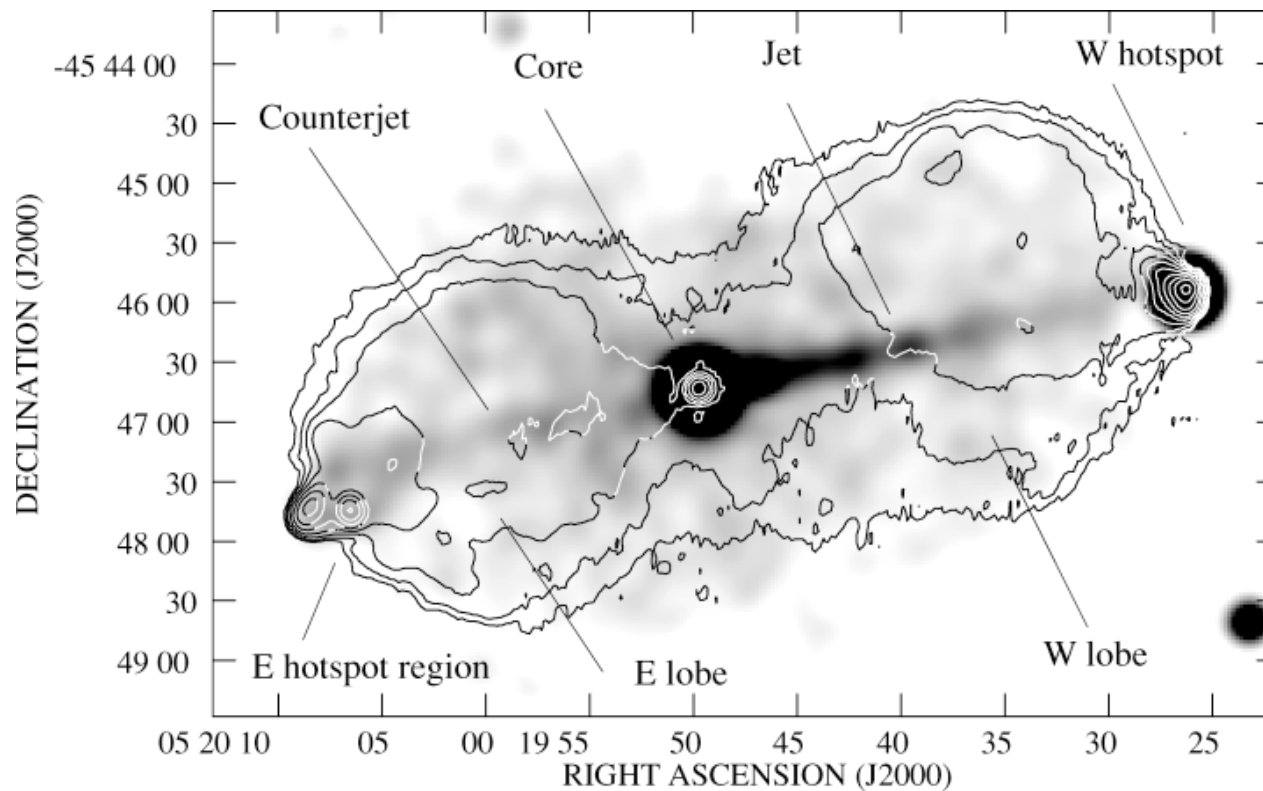 -45 44 00
Core
Jet
W hotspot
Counterjet
30
45 00
30
46 00
30
47 00
30
48 00
30
49 00
DECLINATION (J2000)
E hotspot region
E lobe
W lobe
05 20 10
05
00
19 55
50
45
40
35
30
25
RIGHT ASCENSION (J2000)